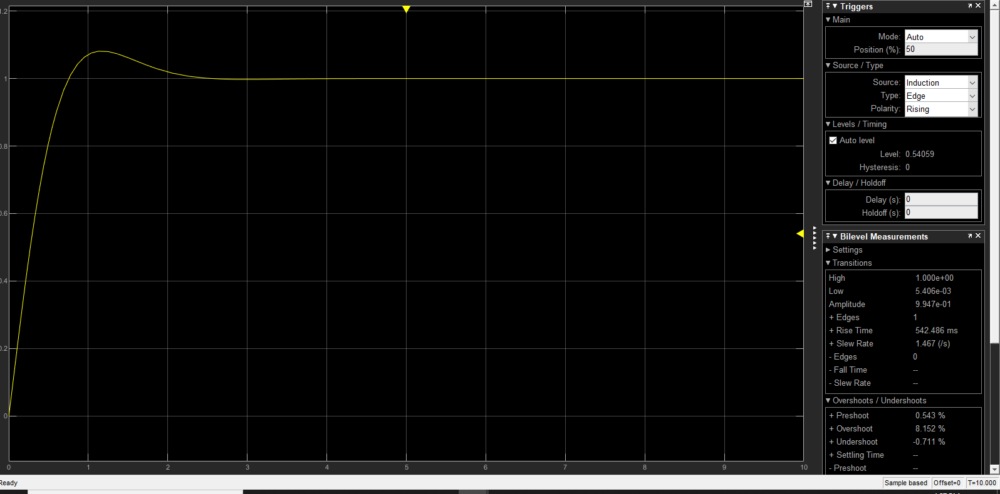 1.2
1
0.8
0.6
0.4
0.2
0
0 1 2 3 4 5 6 7 8 9 10
Triggers
Main
Mode: Auto
Position (%): 50
Source / Type
Source: Induction
Type: Edge
Polarity: Rising
Levels / Timing
Auto level
Level: 0.54059
Hysteresis: 0
Delay / Holdoff
Delay (s): 0
Holdoff (s): 0
Bilevel Measurements
Settings
Transitions
High 1.000e+00
Low 5.406e-03
Amplitude 9.947e-01
+ Edges 1
+ Rise Time 542.486 ms
+ Slew Rate 1.467 (/s)
- Edges 0
- Fall Time --
- Slew Rate --
Overshoots / Undershoots
+ Preshoot 0.543 %
+ Overshoot 8.152 %
+ Undershoot -0.711 %
+ Settling Time --
- Preshoot --
Ready
Sample based Offset=0 T=10.000